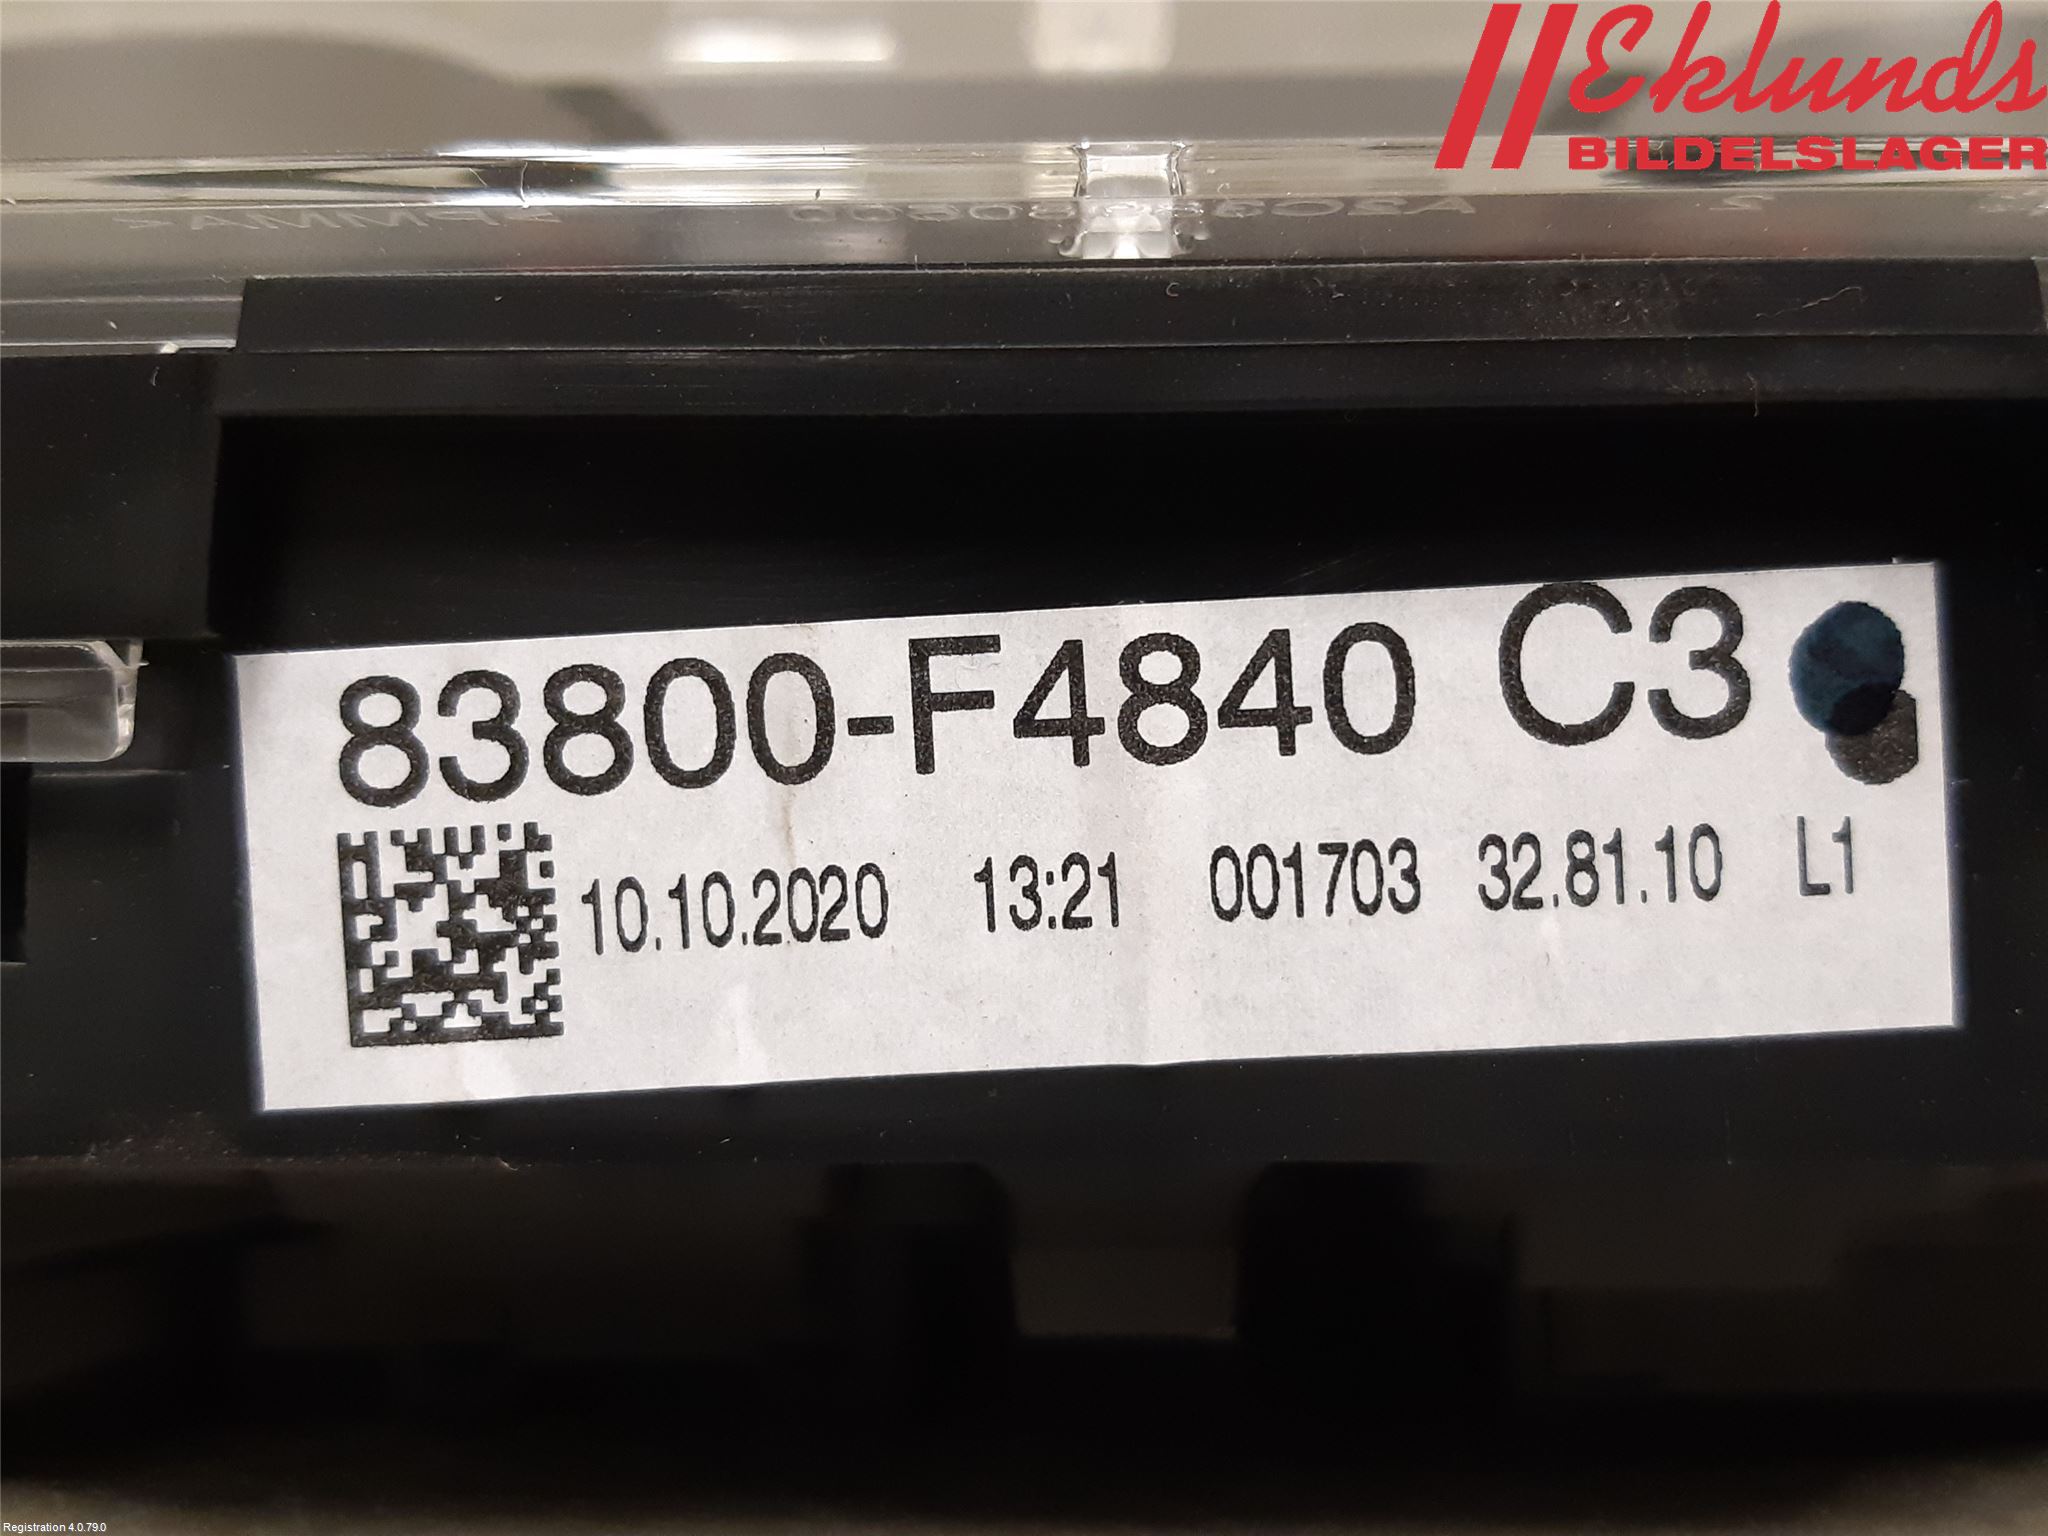 Eklunds
BILDELSLAGER
83800-F4840 C3
10.10.2020 13:21 001703 32.81.10 L1
Registration 4.0.79.0